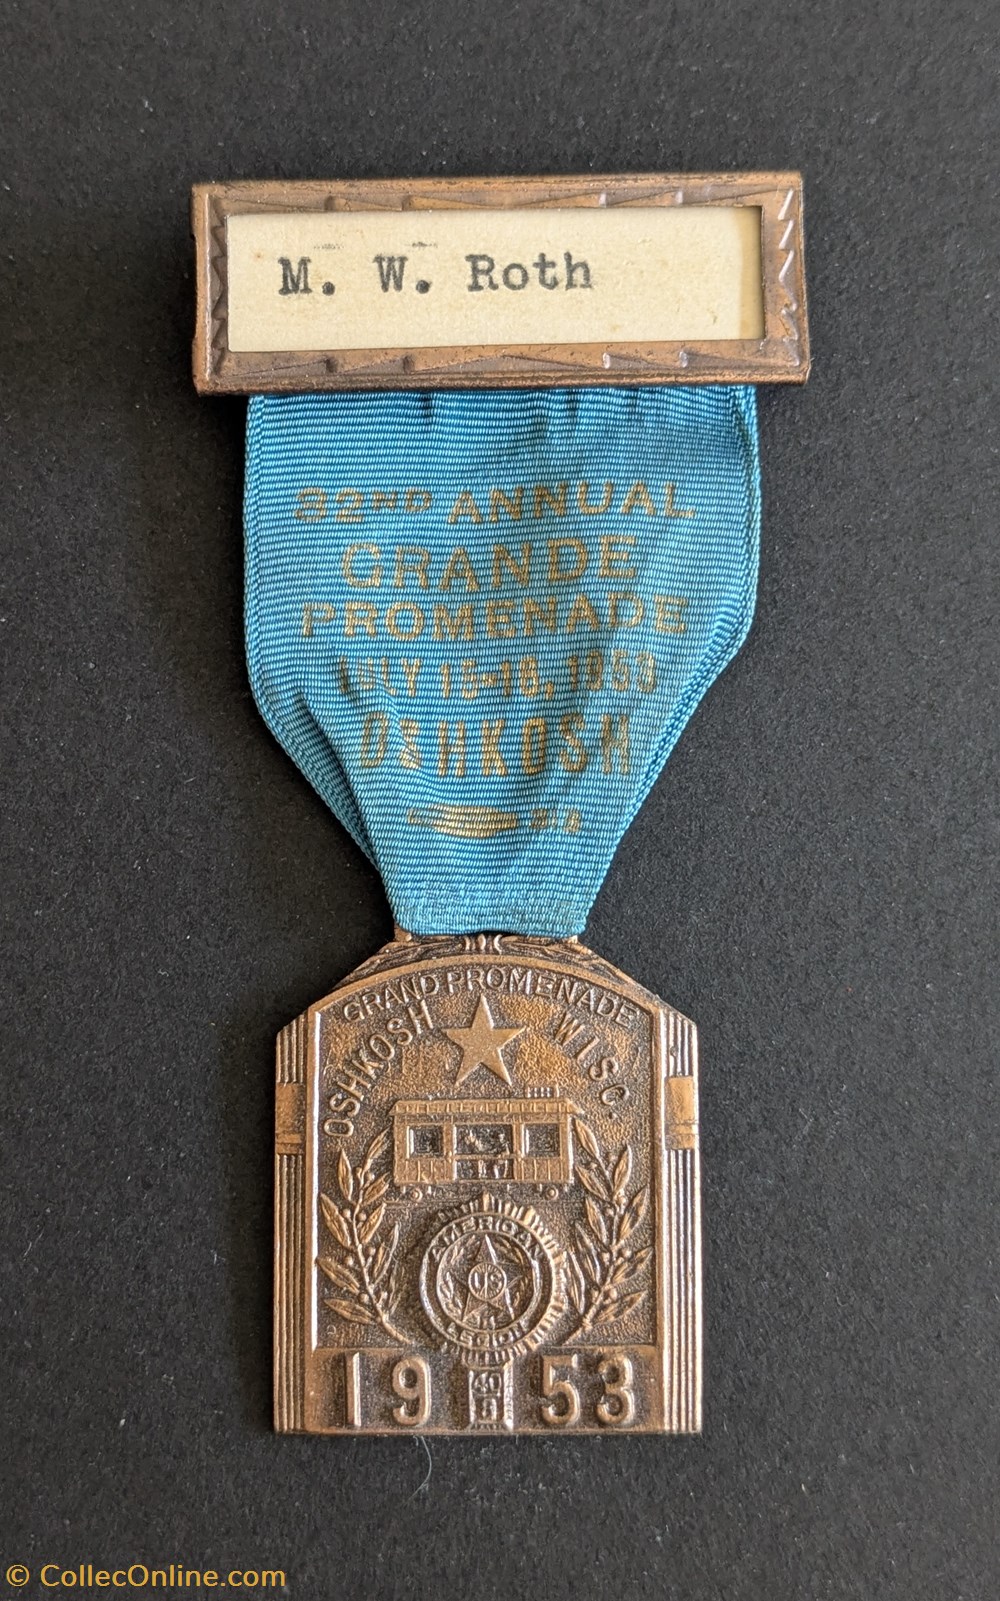 M. W. Roth
32ND ANNUAL
GRANDE
PROMENADE
JULY 15-18, 1953
OSHKOSH
GRAND PROMENADE
OSHKOSH WISC.
AMERICAN
US
LEGION
1953
40
8
© CollecOnline.com